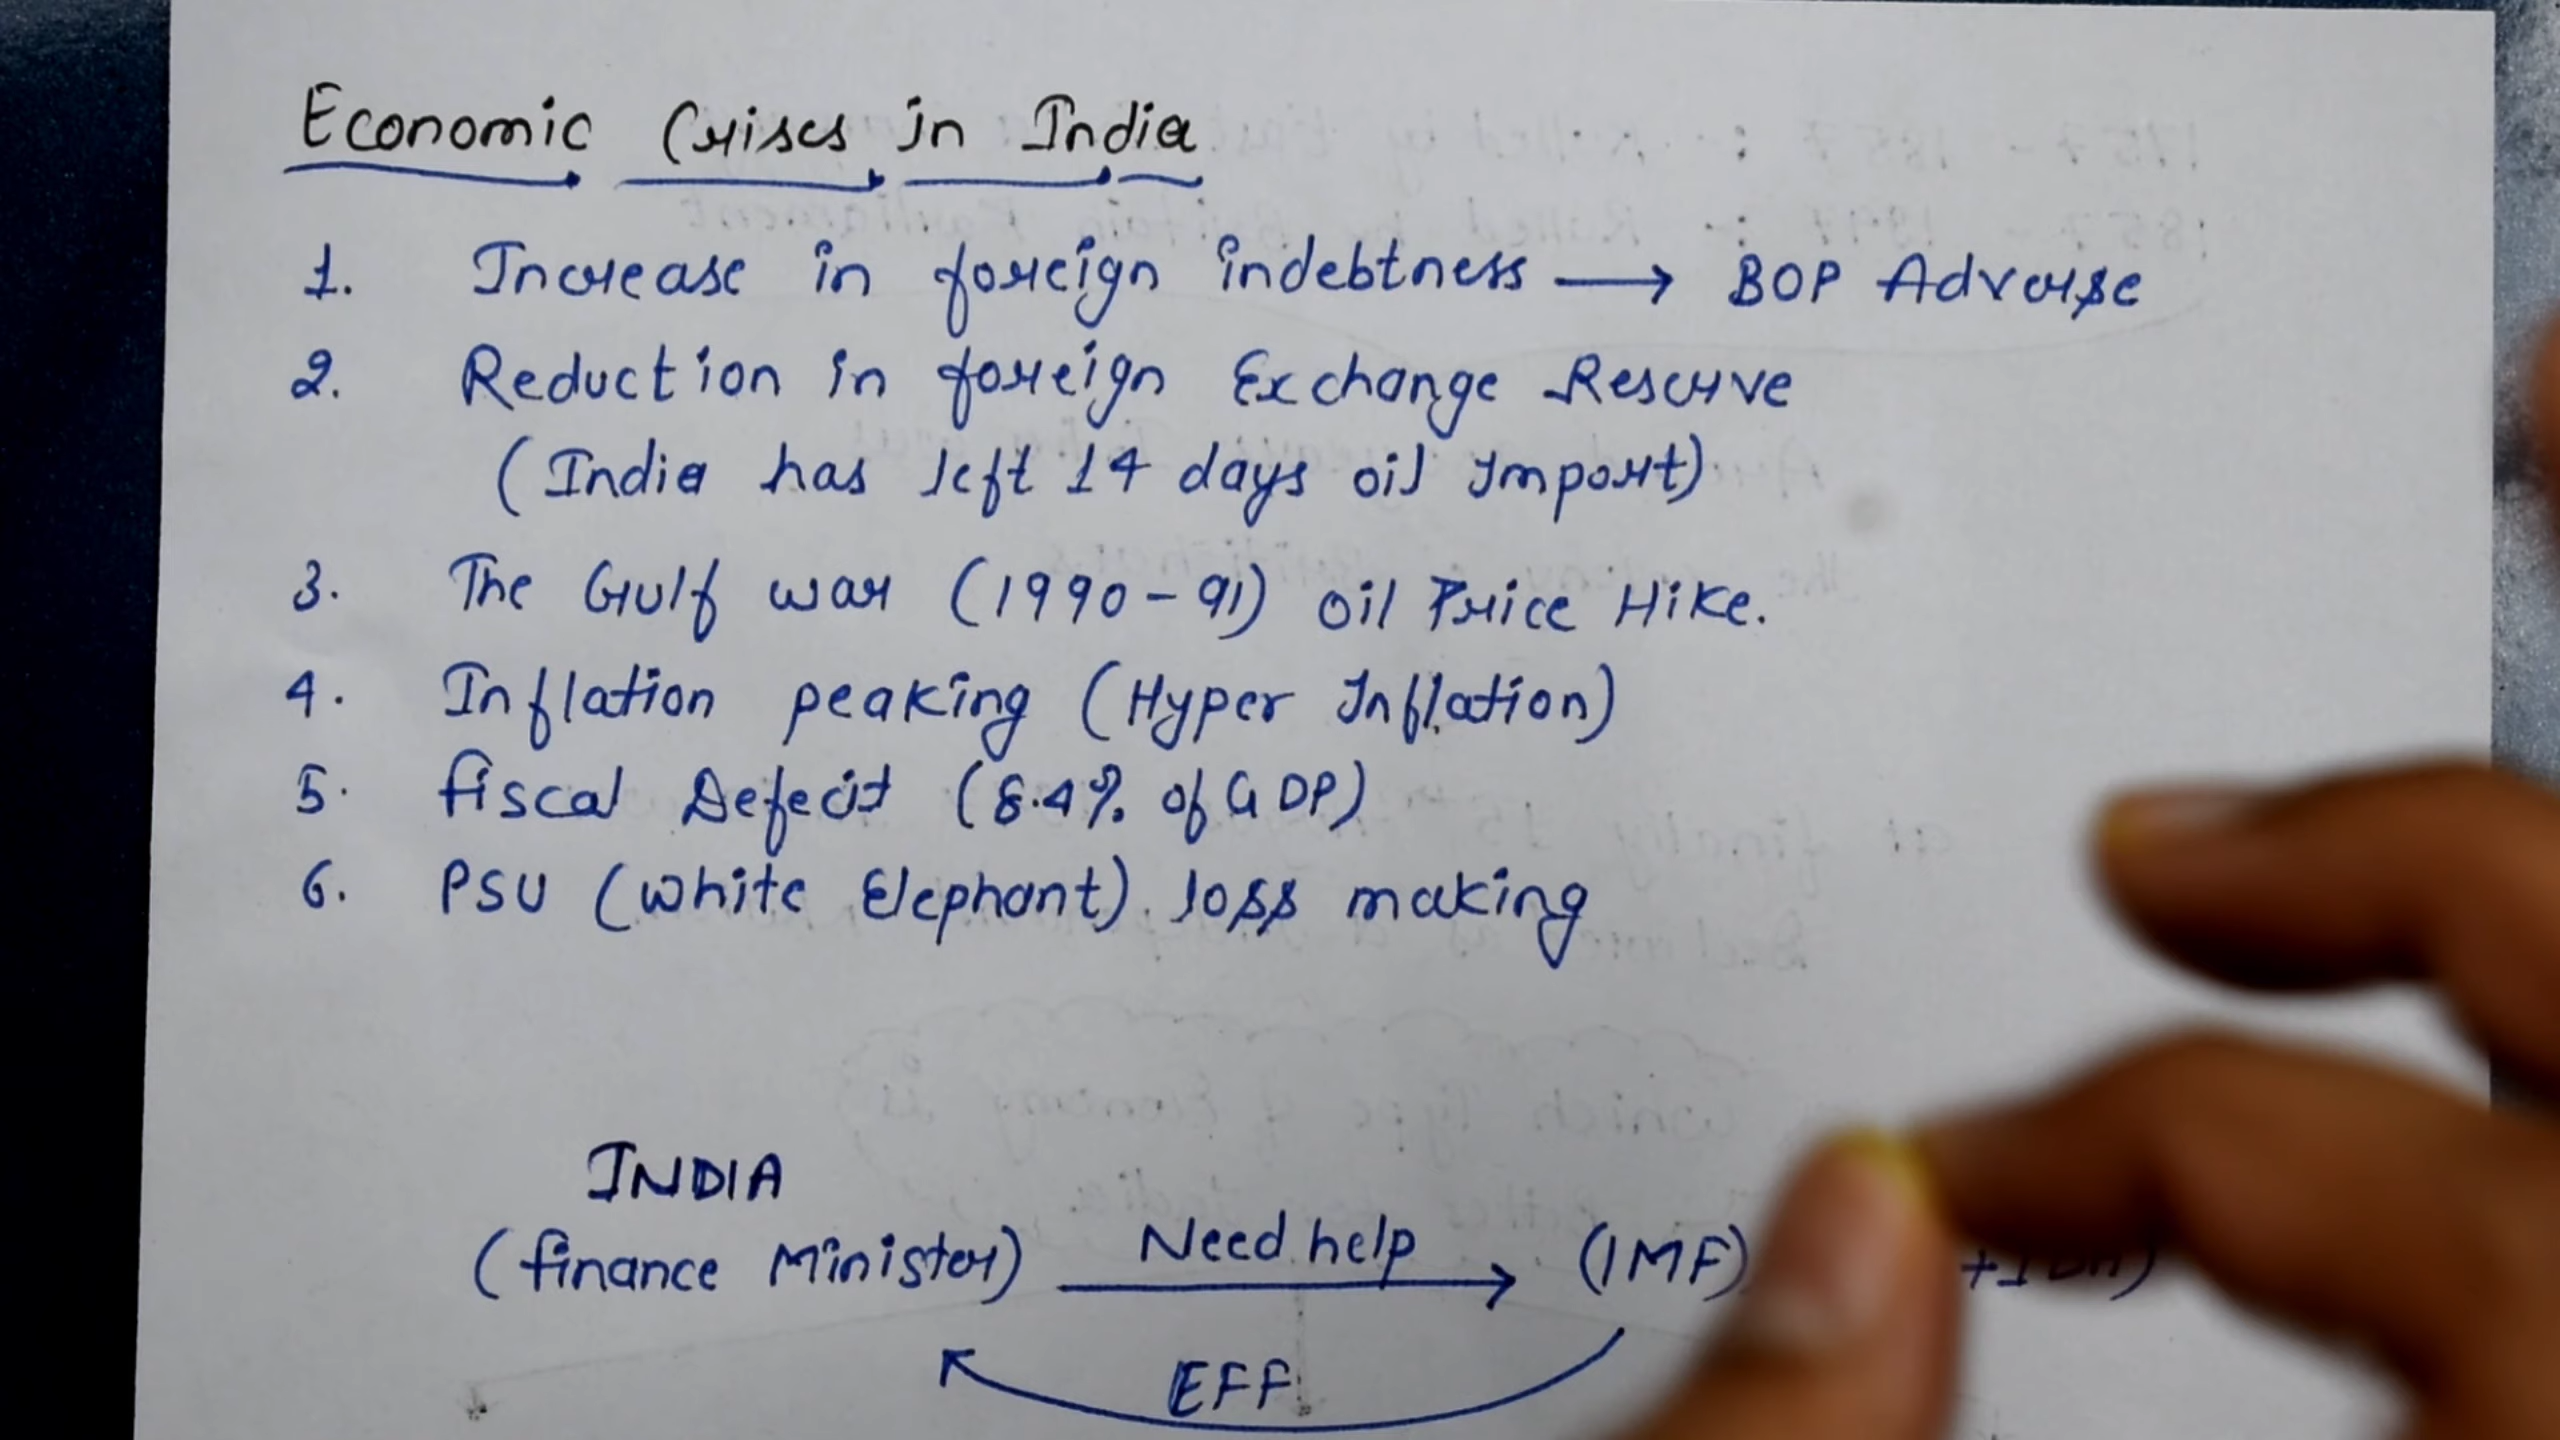 Economic Crises in India
1. Increase in foreign indebtness → BOP Adverse
2. Reduction in foreign Exchange Reserve
(India has left 14 days oil Import)
3. The Gulf war (1990-91) oil Price Hike.
4. Inflation peaking (Hyper Inflation)
5. fiscal Defecit (8.4% of GDP)
6. PSU (White Elephant) loss making
INDIA
(finance Minister) Need help → (IMF)
EFF